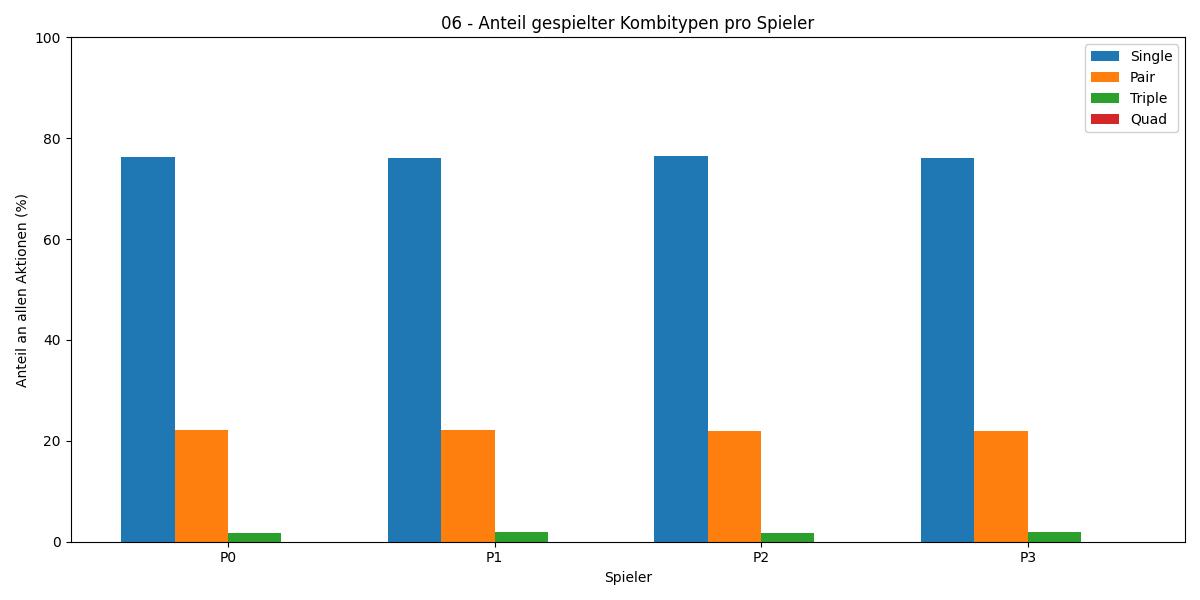 06 - Anteil gespielter Kombitypen pro Spieler
Anteil an allen Aktionen (%)
100
80
60
40
20
0
Single
Pair
Triple
Quad
P0
P1
P2
P3
Spieler